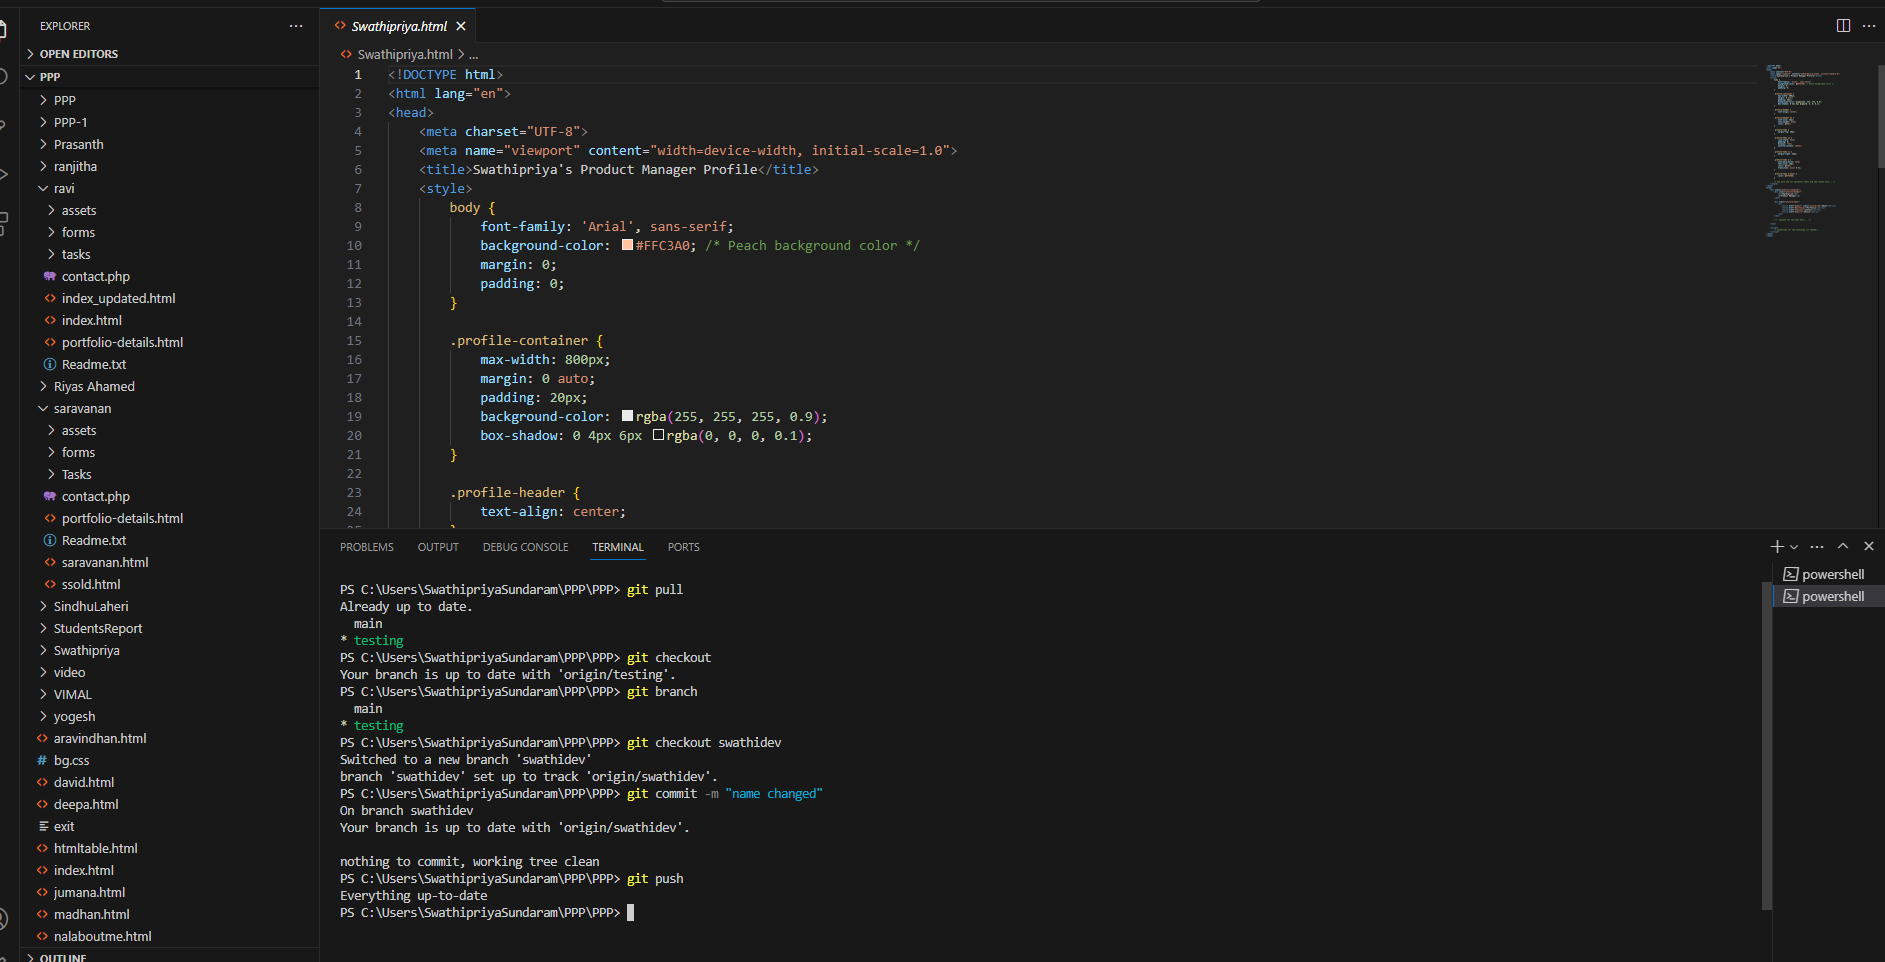 EXPLORER
OPEN EDITORS
PPP
PPP
PPP-1
Prasanth
ranjitha
ravi
assets
forms
tasks
contact.php
index_updated.html
index.html
portfolio-details.html
Readme.txt
Riyas Ahamed
saravanan
assets
forms
Tasks
contact.php
portfolio-details.html
Readme.txt
saravanan.html
ssold.html
SindhuLaheri
StudentsReport
Swathipriya
video
VIMAL
yogesh
aravindhan.html
bg.css
david.html
deepa.html
exit
htmltable.html
index.html
jumana.html
madhan.html
nalaboutme.html
OUTLINE
Swathipriya.html
Swathipriya.html > ...
1 <!DOCTYPE html>
2 <html lang="en">
3 <head>
4 <meta charset="UTF-8">
5 <meta name="viewport" content="width=device-width, initial-scale=1.0">
6 <title>Swathipriya's Product Manager Profile</title>
7 <style>
8 body {
9 font-family: 'Arial', sans-serif;
10 background-color: #FFC3A0; /* Peach background color */
11 margin: 0;
12 padding: 0;
13 }
14
15 .profile-container {
16 max-width: 800px;
17 margin: 0 auto;
18 padding: 20px;
19 background-color: rgba(255, 255, 255, 0.9);
20 box-shadow: 0 4px 6px rgba(0, 0, 0, 0.1);
21 }
22
23 .profile-header {
24 text-align: center;
PROBLEMS OUTPUT DEBUG CONSOLE TERMINAL PORTS
PS C:\Users\SwathipriyaSundaram\PPP\PPP> git pull
Already up to date.
main
* testing
PS C:\Users\SwathipriyaSundaram\PPP\PPP> git checkout
Your branch is up to date with 'origin/testing'.
PS C:\Users\SwathipriyaSundaram\PPP\PPP> git branch
main
* testing
PS C:\Users\SwathipriyaSundaram\PPP\PPP> git checkout swathidev
Switched to a new branch 'swathidev'
branch 'swathidev' set up to track 'origin/swathidev'.
PS C:\Users\SwathipriyaSundaram\PPP\PPP> git commit -m "name changed"
On branch swathidev
Your branch is up to date with 'origin/swathidev'.

nothing to commit, working tree clean
PS C:\Users\SwathipriyaSundaram\PPP\PPP> git push
Everything up-to-date
PS C:\Users\SwathipriyaSundaram\PPP\PPP>
powershell
powershell